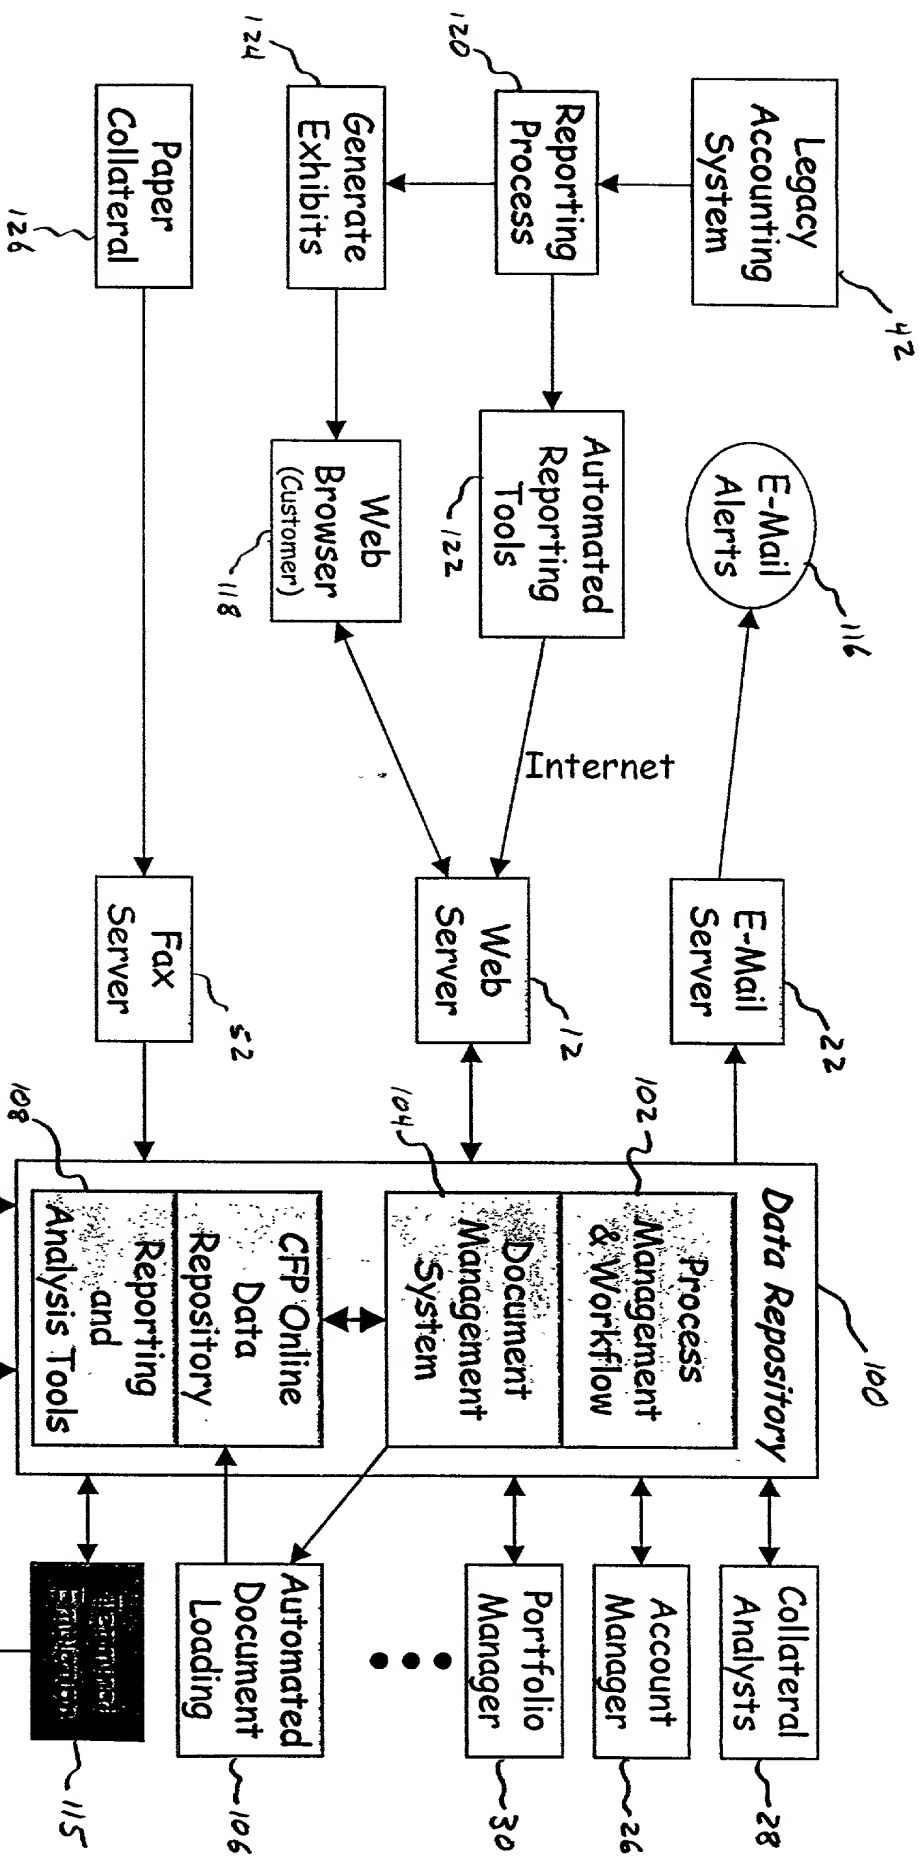 Legacy
Accounting
System
42
E-Mail
Alerts
116
E-Mail
Server
22
120
Reporting
Process
Automated
Reporting
Tools
122
Internet
124
Generate
Exhibits
Web
Browser
(Customer)
118
Web
Server
12
Paper
Collateral
126
Fax
Server
52
Data Repository
100
102
Process
Management
& Workflow
104
Document
Management
System
CFP Online
Data
Repository
108
Reporting
and
Analysis Tools
Collateral
Analysts
28
Account
Manager
26
Portfolio
Manager
30
Automated
Document
Loading
106
115